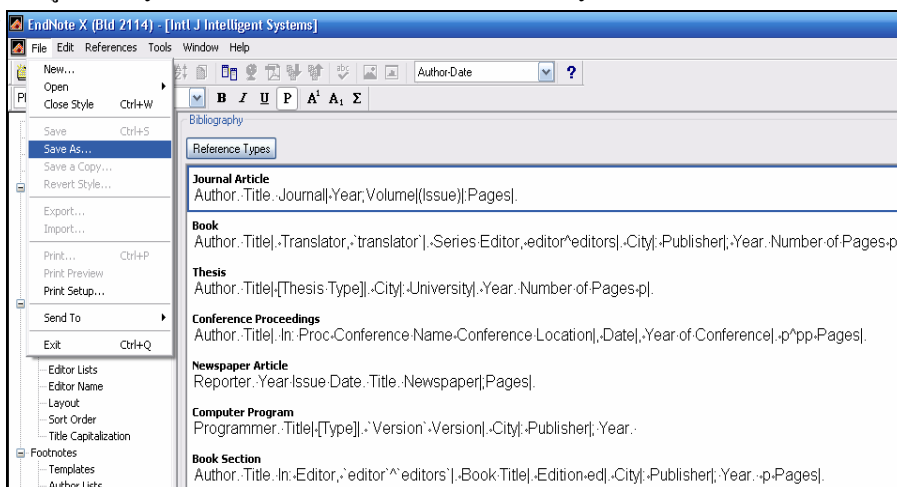 EndNote X (Bld 2114) - [Intl J Intelligent Systems]
File Edit References Tools Window Help
Author-Date ?
B I U P A¹ A₁ Σ
New...
Open
Close Style Ctrl+W
Save Ctrl+S
Save As...
Save a Copy...
Revert Style...
Export...
Import...
Print... Ctrl+P
Print Preview
Print Setup...
Send To
Exit Ctrl+Q
Editor Lists
Editor Name
Layout
Sort Order
Title Capitalization
Footnotes
Templates
Author Lists
Bibliography
Reference Types
Journal Article
Author.·Title.·Journal|·Year;Volume|(Issue)|:Pages|.
Book
Author.·Title|.·Translator,·`translator`|.·Series·Editor,·editor^editors|.·City|:·Publisher|;·Year.·Number·of·Pages·p
Thesis
Author.·Title|·[Thesis·Type]|.·City|:·University|.·Year.·Number·of·Pages·p|.
Conference Proceedings
Author.·Title|.·In:·Proc·Conference·Name·Conference·Location|,·Date|,·Year·of·Conference|.·p^pp·Pages|.
Newspaper Article
Reporter.·Year·Issue·Date.·Title.·Newspaper|;Pages|.
Computer Program
Programmer.·Title|·[Type]|.·`Version`·Version|.·City|:·Publisher|;·Year.·
Book Section
Author.·Title.·In:·Editor,·`editor`^`editors`|.·Book·Title|.·Edition·ed|.·City|:·Publisher|;·Year.·p·Pages|.